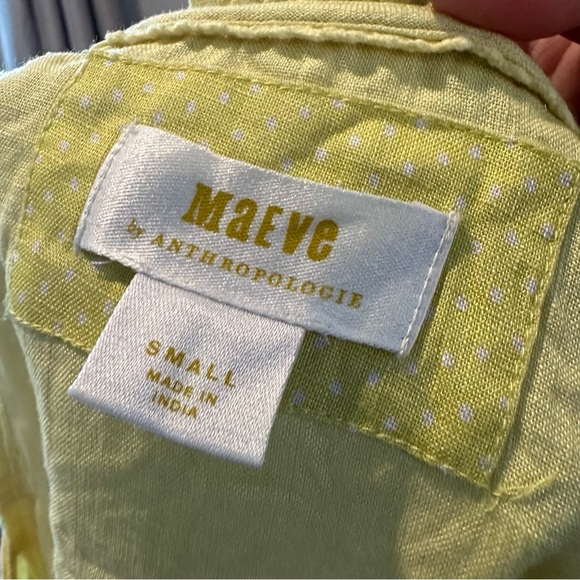 MaEve
by ANTHROPOLOGIE
SMALL
MADE IN
INDIA